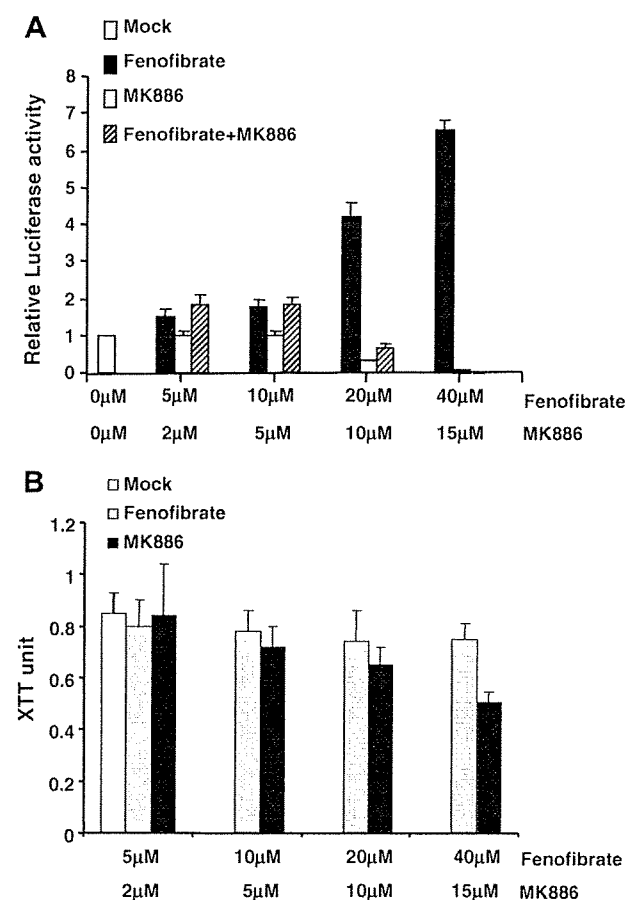 A
Mock
Fenofibrate
MK886
Fenofibrate+MK886
Relative Luciferase activity
8
7
6
5
4
3
2
1
0
0μM 5μM 10μM 20μM 40μM Fenofibrate
0μM 2μM 5μM 10μM 15μM MK886
B
Mock
Fenofibrate
MK886
XTT unit
1.2
1
0.8
0.6
0.4
0.2
0
5μM 10μM 20μM 40μM Fenofibrate
2μM 5μM 10μM 15μM MK886